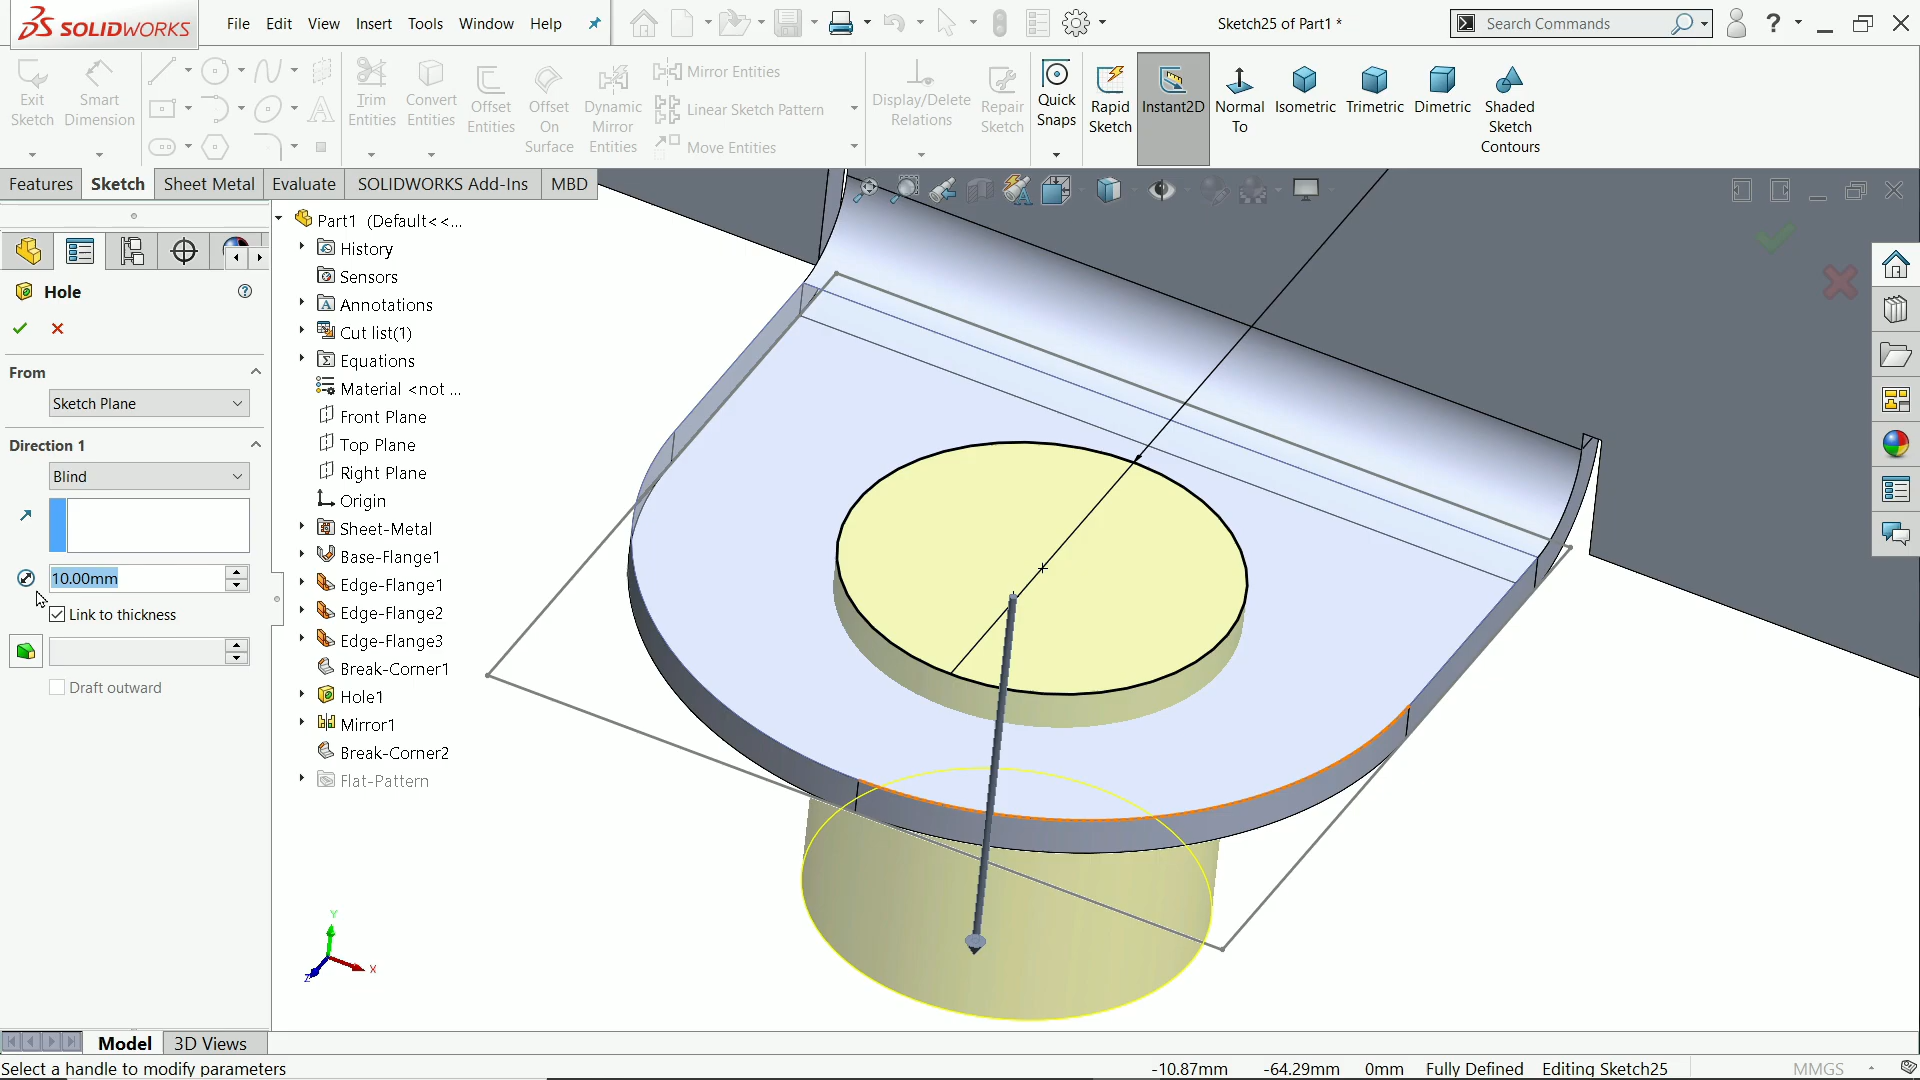 SOLIDWORKS
File Edit View Insert Tools Window Help
Sketch25 of Part1 *
Search Commands
Exit Sketch
Smart Dimension
Trim Entities
Convert Entities
Offset Entities
Offset On Surface
Dynamic Mirror Entities
Mirror Entities
Linear Sketch Pattern
Move Entities
Display/Delete Relations
Repair Sketch
Quick Snaps
Rapid Sketch
Instant2D
Normal To
Isometric
Trimetric
Dimetric
Shaded Sketch Contours
Features Sketch Sheet Metal Evaluate SOLIDWORKS Add-Ins MBD
Hole
From
Sketch Plane
Direction 1
Blind
10.00mm
Link to thickness
Draft outward
Part1 (Default<<...
History
Sensors
Annotations
Cut list(1)
Equations
Material <not ...
Front Plane
Top Plane
Right Plane
Origin
Sheet-Metal
Base-Flange1
Edge-Flange1
Edge-Flange2
Edge-Flange3
Break-Corner1
Hole1
Mirror1
Break-Corner2
Flat-Pattern
Y
X
Z
Model 3D Views
Select a handle to modify parameters
-10.87mm -64.29mm 0mm Fully Defined Editing Sketch25 MMGS